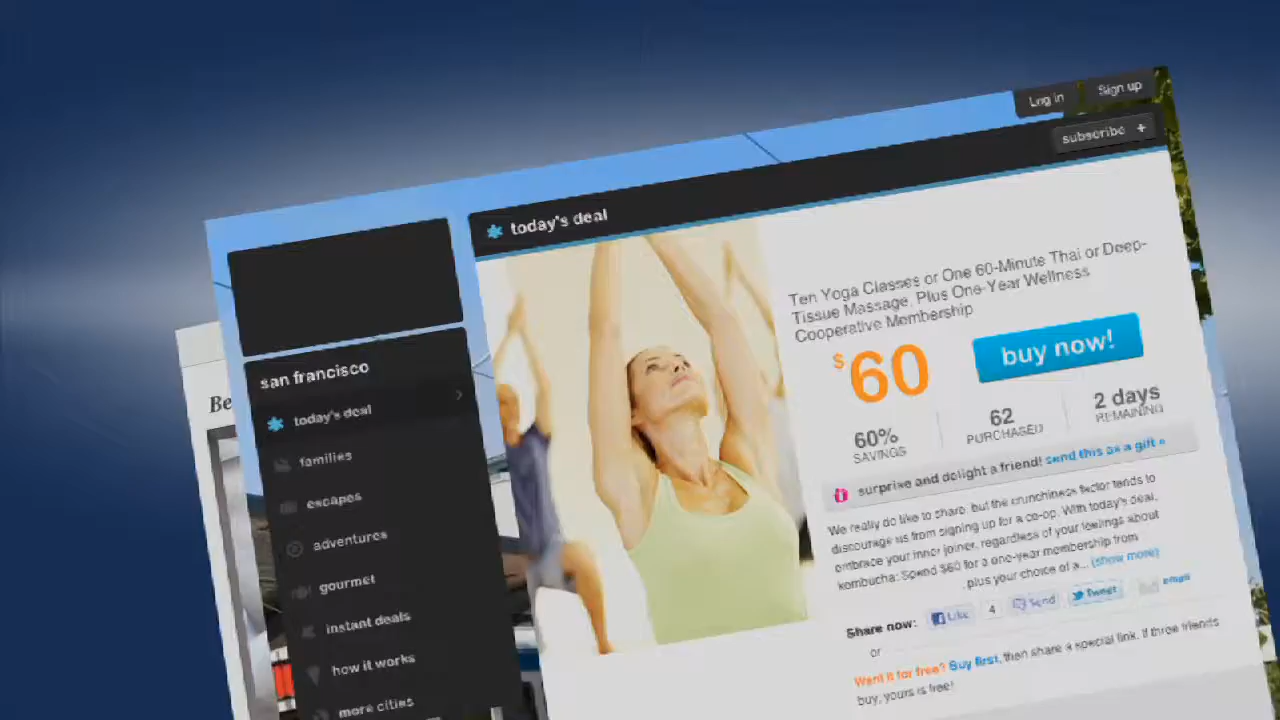 Log in
Sign up
subscribe +
today's deal
Be
san francisco
today's deal
families
escapes
adventures
gourmet
instant deals
how it works
more cities
Ten Yoga Classes or One 60-Minute Thai or Deep-
Tissue Massage, Plus One-Year Wellness
Cooperative Membership
$60
buy now!
60%
SAVINGS
62
PURCHASED
2 days
REMAINING
surprise and delight a friend! send this as a gift »
We really do like to share, but the crunchiness factor tends to
discourage us from signing up for a co-op. With today's deal,
embrace your inner joiner, regardless of your feelings about
kombucha: Spend $60 for a one-year membership from
, plus your choice of a... (show more)
Share now:
Like
4
Send
Tweet
email
or
Want it for free? Buy first, then share a special link. If three friends
buy, yours is free!